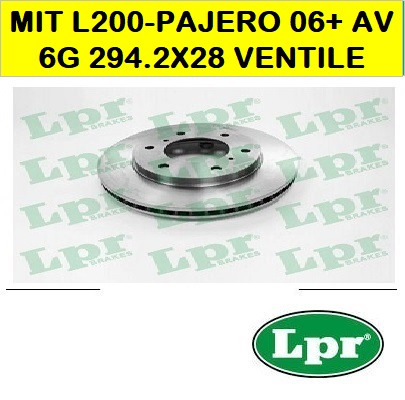 MIT L200-PAJERO 06+ AV
6G 294.2X28 VENTILE
Lpr BRAKES Lpr BRAKES Lpr BRAKES Lpr BRAKES
Lpr BRAKES Lpr BRAKES Lpr BRAKES
Lpr BRAKES Lpr BRAKES Lpr BRAKES Lpr BRAKES
Lpr®